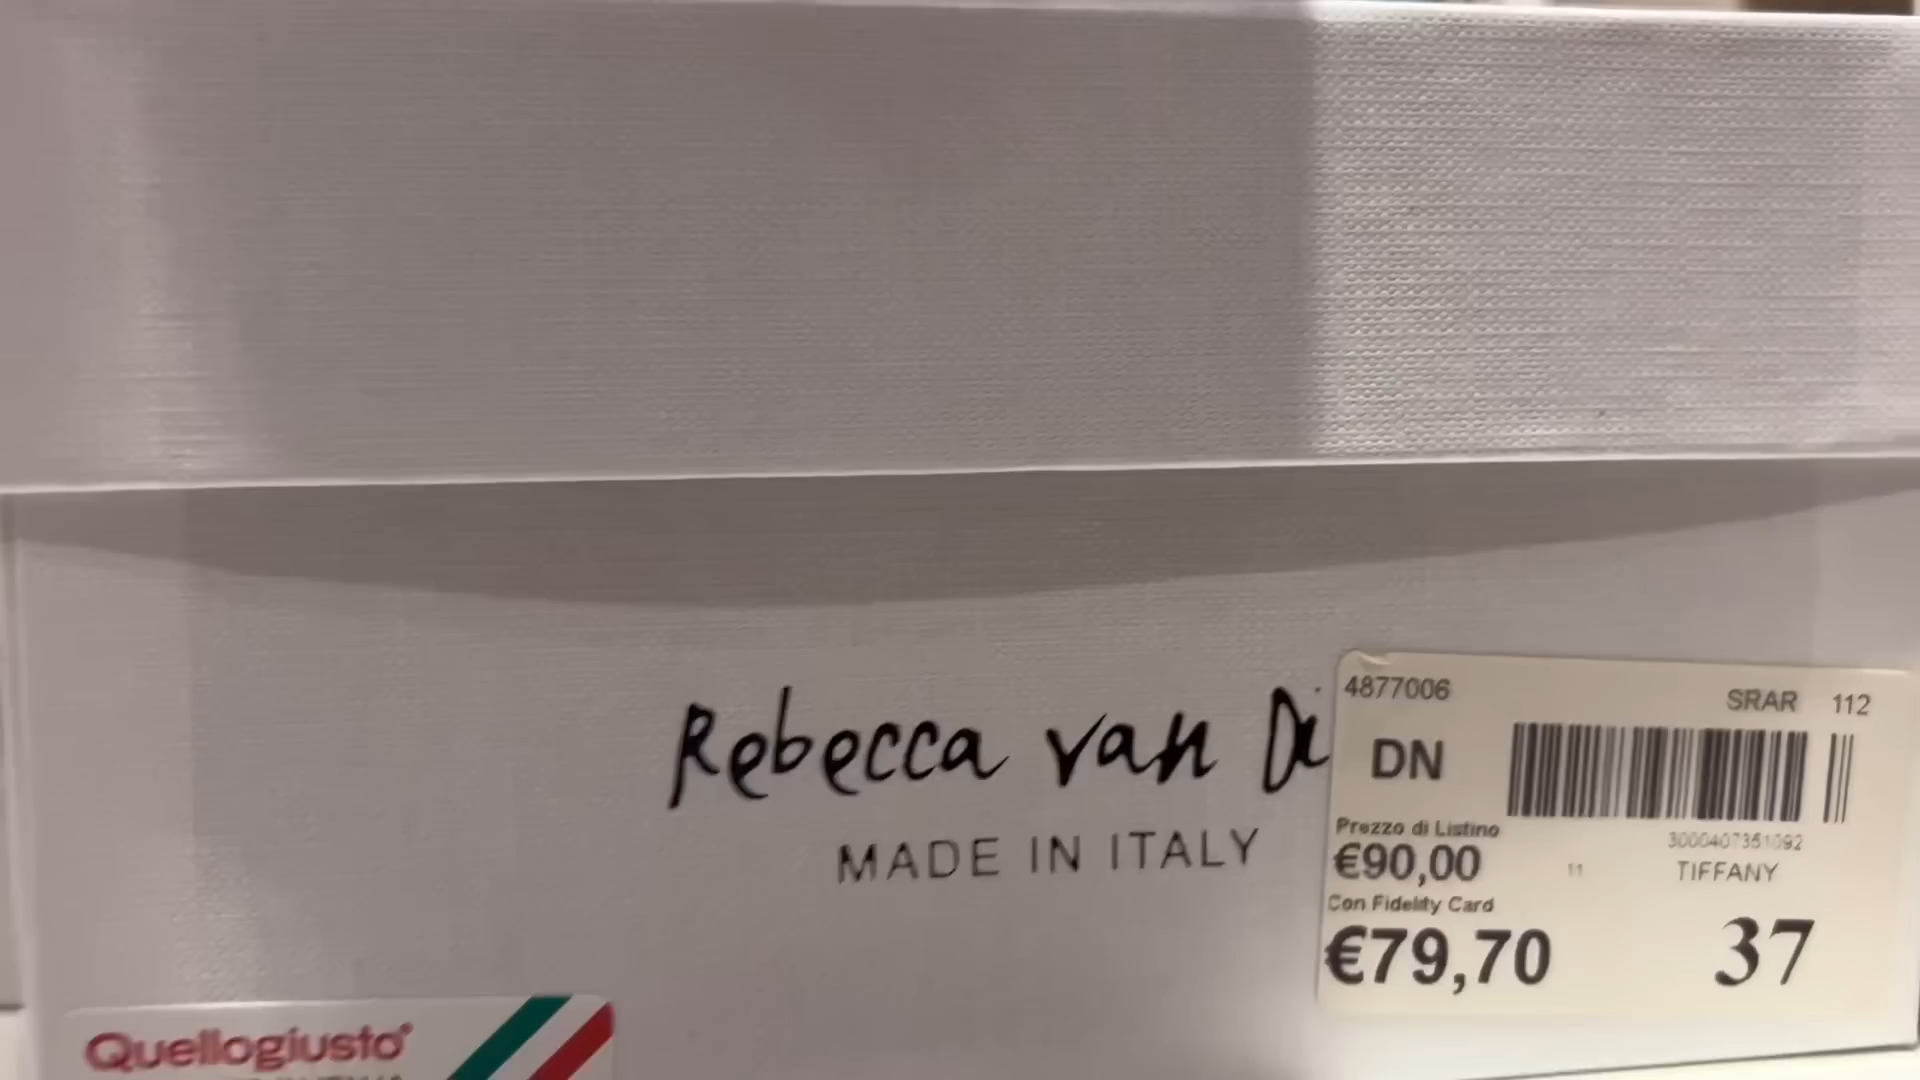 Rebecca van
MADE IN ITALY
4877006
SRAR 112
DN
Prezzo di Listino
€90,00
11
3000407351092
TIFFANY
Con Fidelity Card
€79,70
37
Quellogiusto